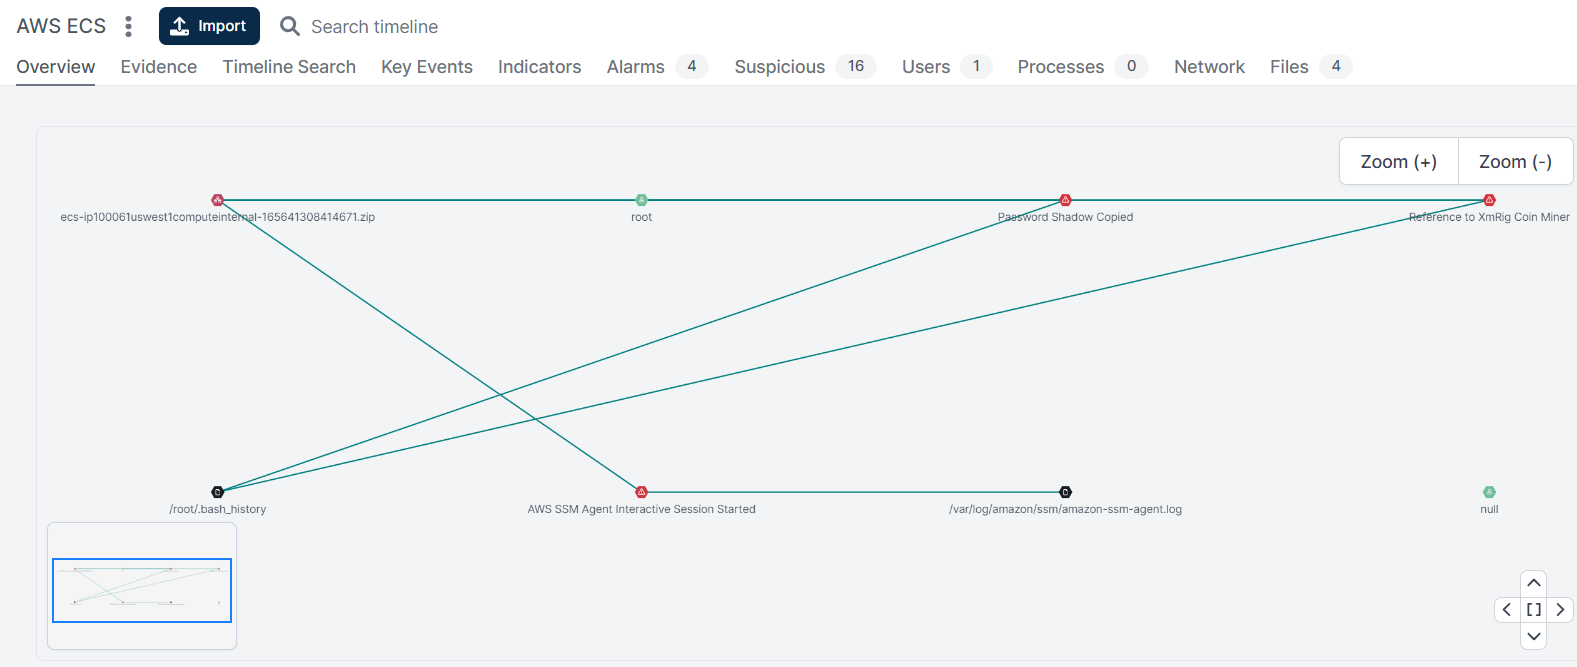 AWS ECS
Import
Search timeline
Overview Evidence Timeline Search Key Events Indicators Alarms 4 Suspicious 16 Users 1 Processes 0 Network Files 4
Zoom (+) Zoom (-)
ecs-ip100061uswest1computeinternal-165641308414671.zip root Password Shadow Copied Reference to XmRig Coin Miner
/root/.bash_history AWS SSM Agent Interactive Session Started /var/log/amazon/ssm/amazon-ssm-agent.log null